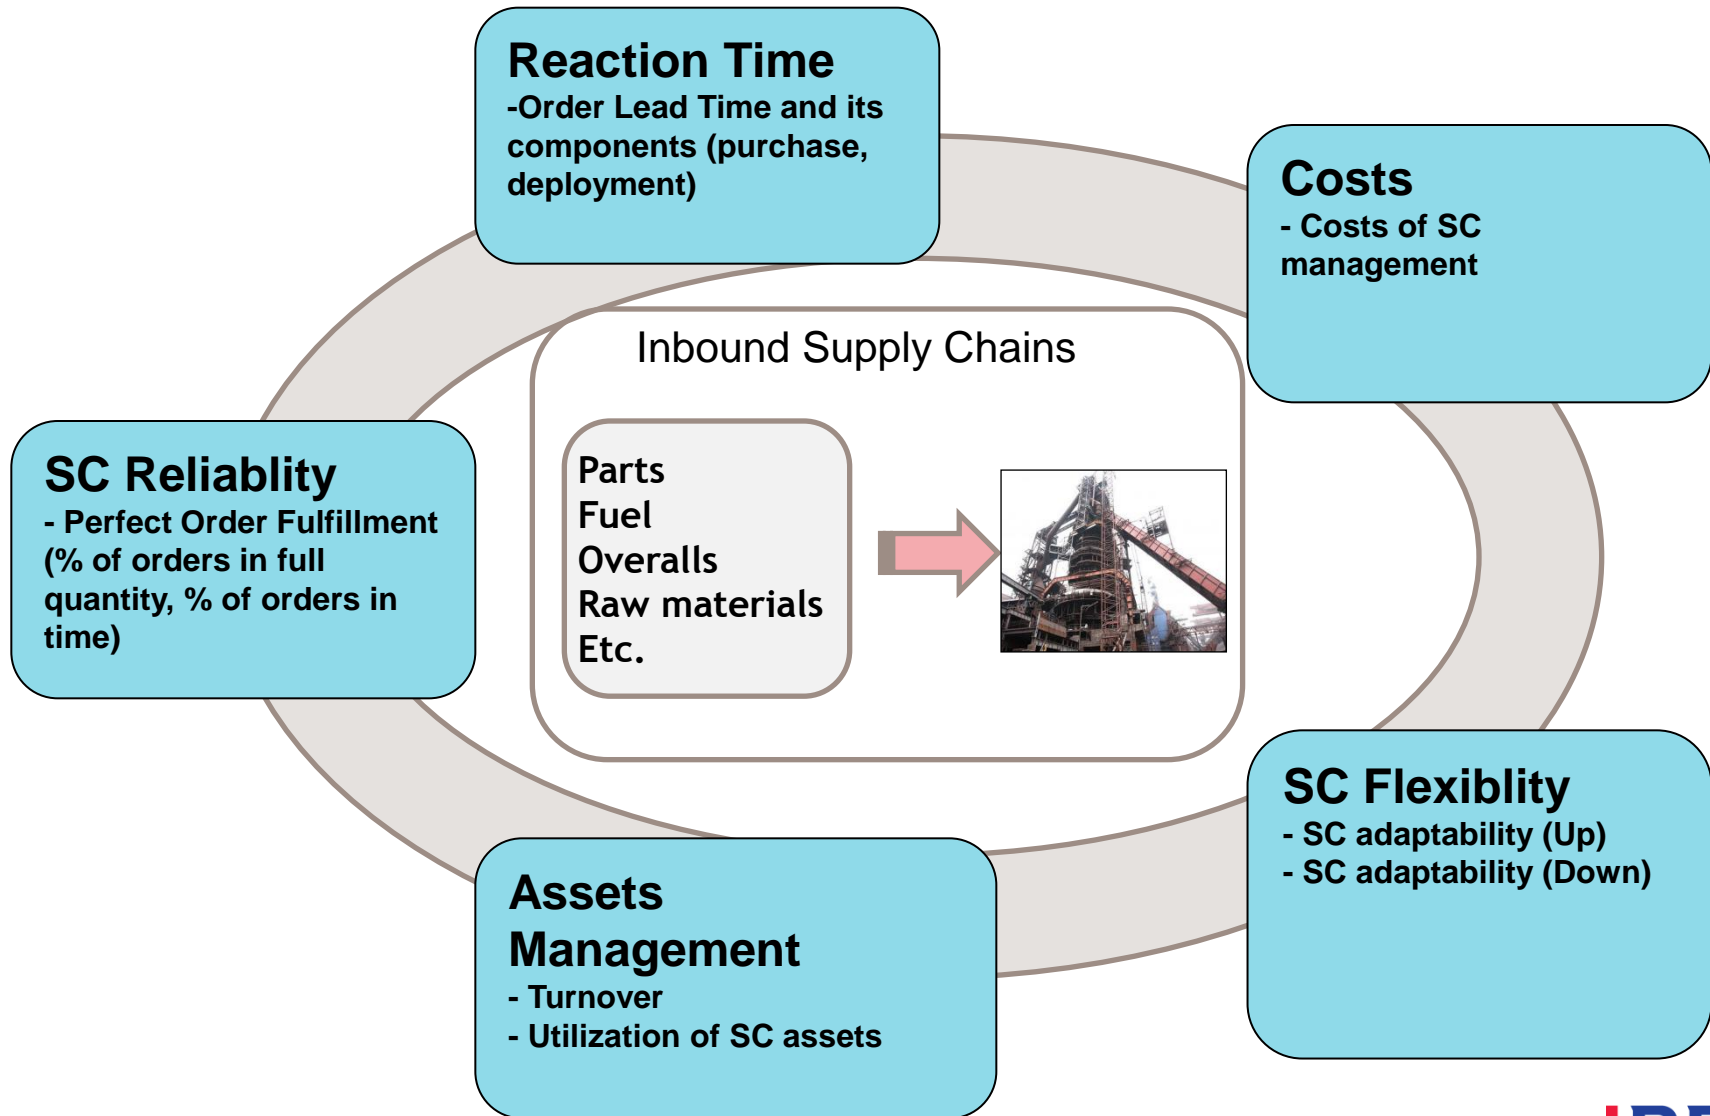 Reaction Time
-Order Lead Time and its
components (purchase,
deployment)
Costs
- Costs of SC
management
Inbound Supply Chains
SC Reliablity
- Perfect Order Fulfillment
(% of orders in full
quantity, % of orders in
time)
Parts
Fuel
Overalls
Raw materials
Etc.
SC Flexiblity
- SC adaptability (Up)
- SC adaptability (Down)
Assets
Management
- Turnover
- Utilization of SC assets